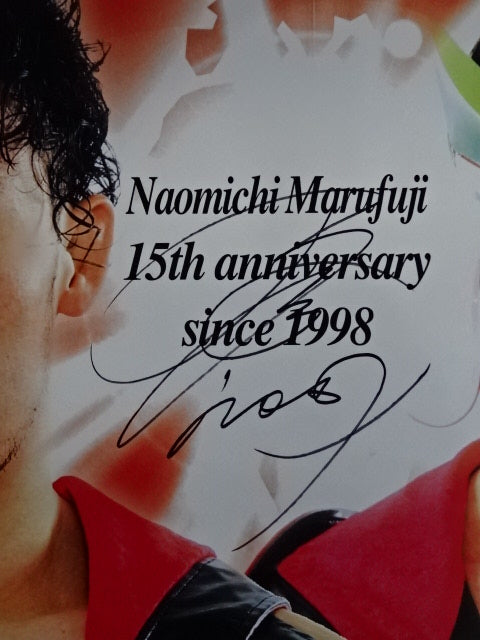 Naomichi Marufuji
15th anniversary
since 1998